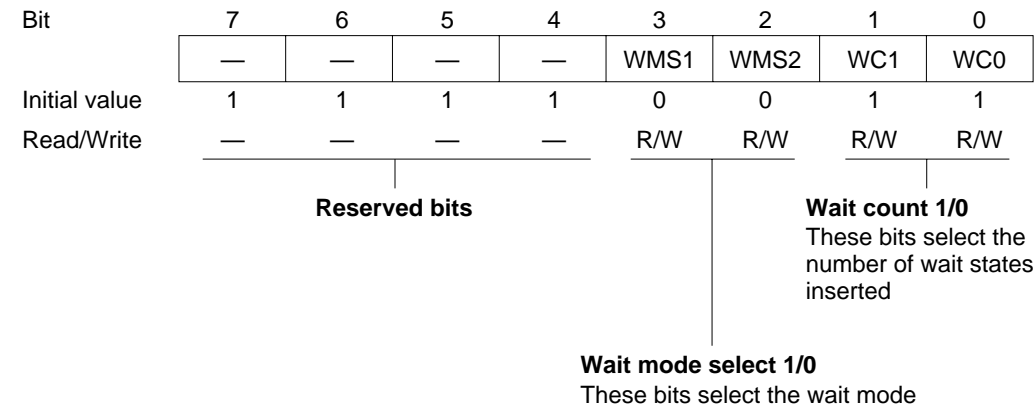 Bit 7 6 5 4 3 2 1 0
— — — — WMS1 WMS2 WC1 WC0
Initial value 1 1 1 1 0 0 1 1
Read/Write — — — — R/W R/W R/W R/W
Reserved bits
Wait count 1/0
These bits select the
number of wait states
inserted
Wait mode select 1/0
These bits select the wait mode